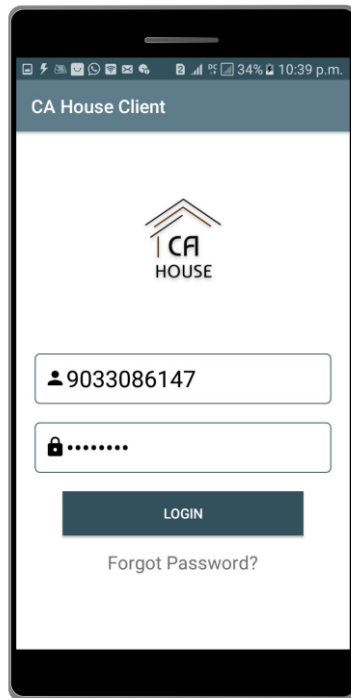 34% 10:39 p.m.
CA House Client
CA
HOUSE
9033086147
••••••••
LOGIN
Forgot Password?